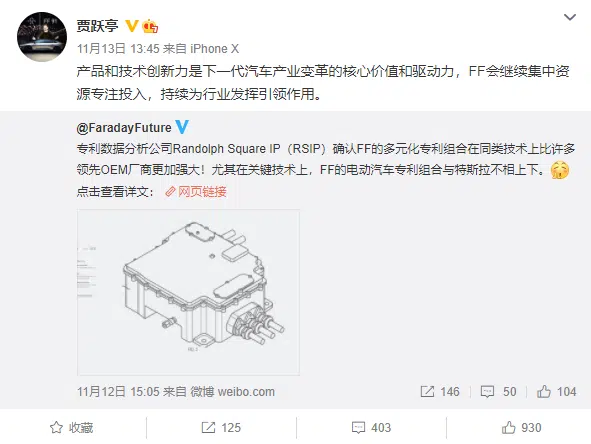 贾跃亭
11月13日 13:45 来自 iPhone X
产品和技术创新力是下一代汽车产业变革的核心价值和驱动力，FF会继续集中资
源专注投入，持续为行业发挥引领作用。
@FaradayFuture
专利数据分析公司Randolph Square IP（RSIP）确认FF的多元化专利组合在同类技术上比许多
领先OEM厂商更加强大！尤其在关键技术上，FF的电动汽车专利组合与特斯拉不相上下。
点击查看详文： 网页链接
11月12日 15:05 来自 微博 weibo.com
146 50 104
收藏 125 403 930